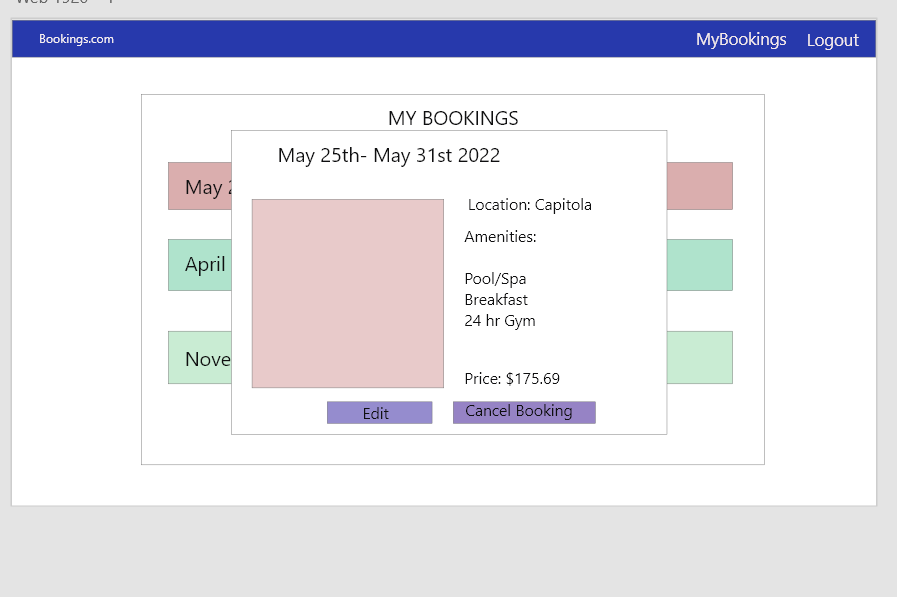 Web 1920 – 1
Bookings.com
MyBookings
Logout
MY BOOKINGS
May 25th- May 31st 2022
May 2
Location: Capitola
Amenities:
April
Pool/Spa
Breakfast
24 hr Gym
Nove
Price: $175.69
Edit
Cancel Booking